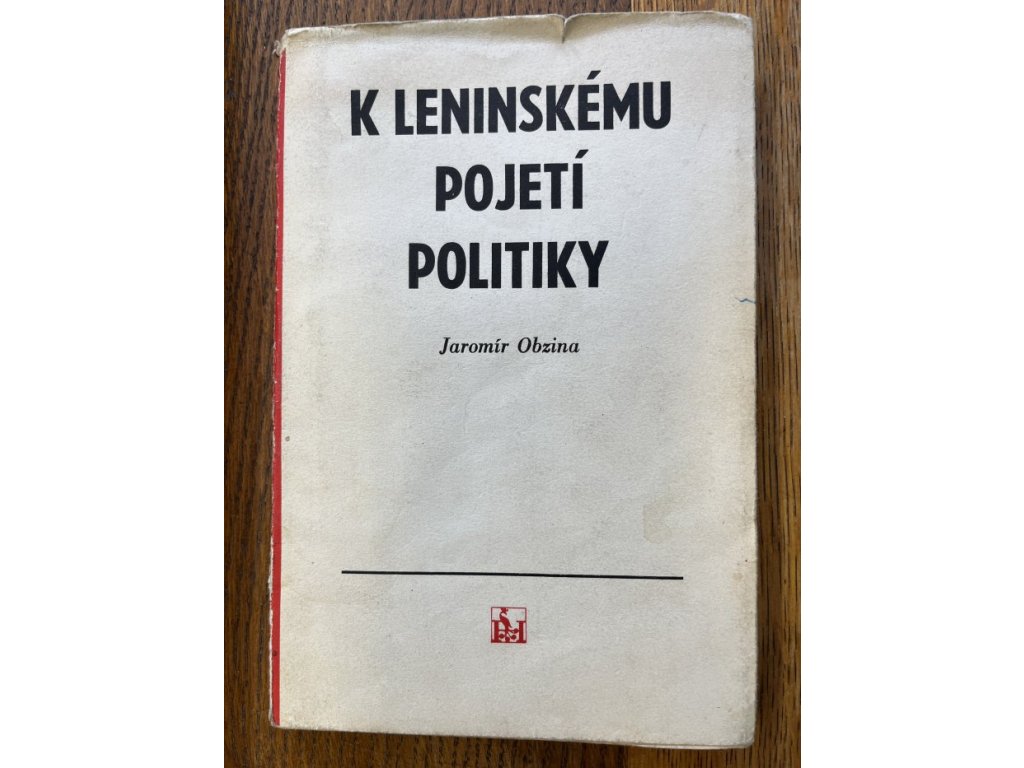 K LENINSKÉMU
POJETÍ
POLITIKY
Jaromír Obzina